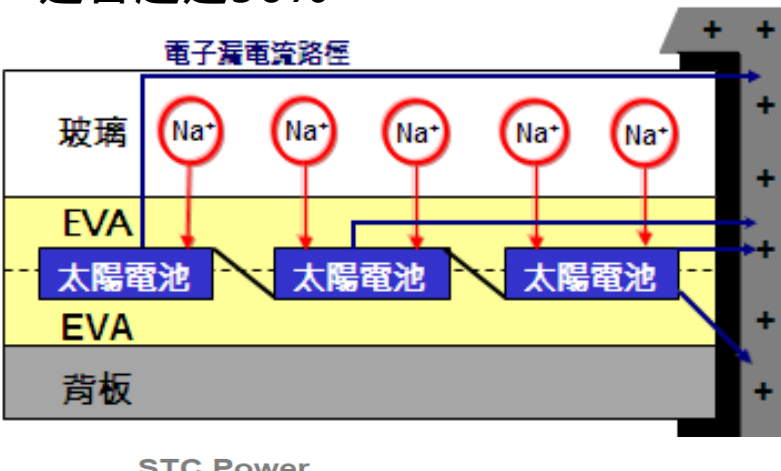 電子漏電流路徑
+ +
玻璃 Na⁺ Na⁺ Na⁺ Na⁺ Na⁺
+
+
EVA
+
太陽電池 太陽電池 太陽電池
EVA
+
背板
+
STC Power